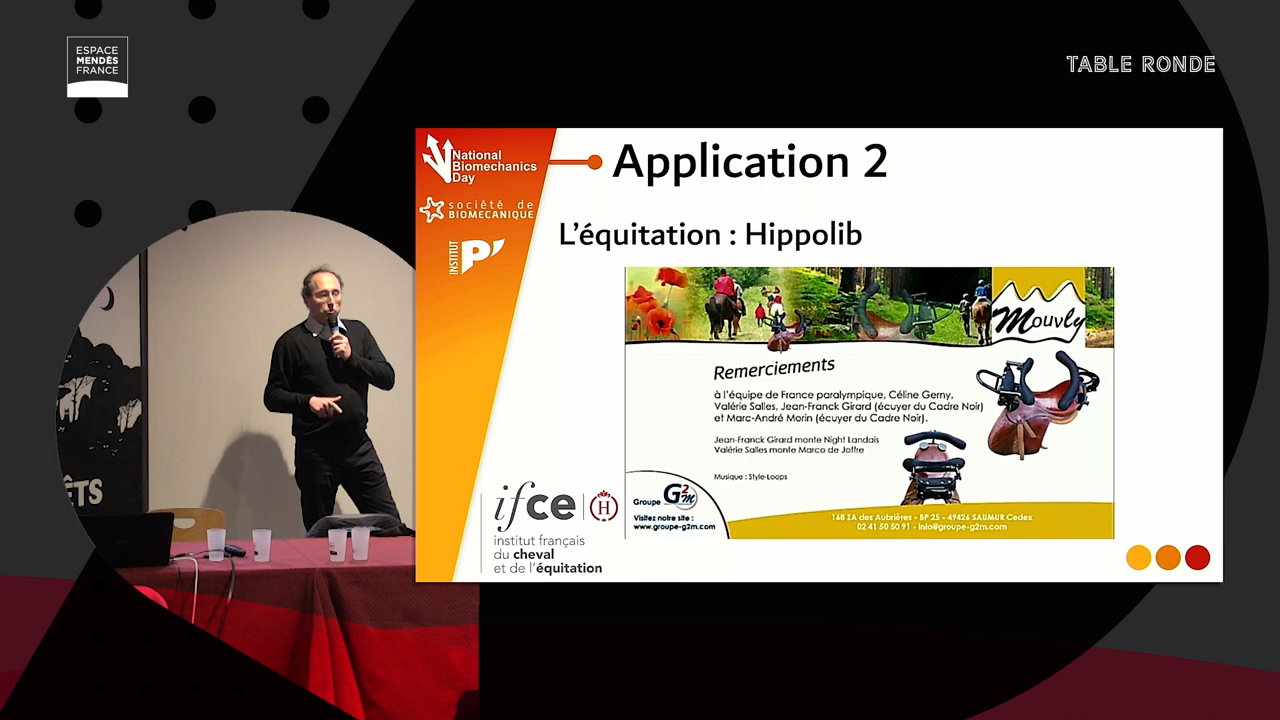 ESPACE
MENDÈS
FRANCE
TABLE RONDE
National
Biomechanics
Day
société de
BIOMECANIQUE
INSTITUT
P'
Application 2
L'équitation : Hippolib
Mouvly
Remerciements
à l'équipe de France paralympique, Céline Gerny,
Valérie Salles, Jean-Franck Girard (écuyer du Cadre Noir)
et Marc-André Morin (écuyer du Cadre Noir).
Jean-Franck Girard monte Night Landais
Valérie Salles monte Marco de Joffre
Musique : Style-Loops
Groupe G2m
Visitez notre site :
www.groupe-g2m.com
168 ZA des Aubrières - BP 25 - 49426 SAUMUR Cedex
02 41 50 50 91 - info@groupe-g2m.com
ifce
H
institut français
du cheval
et de l'équitation
ÊTS